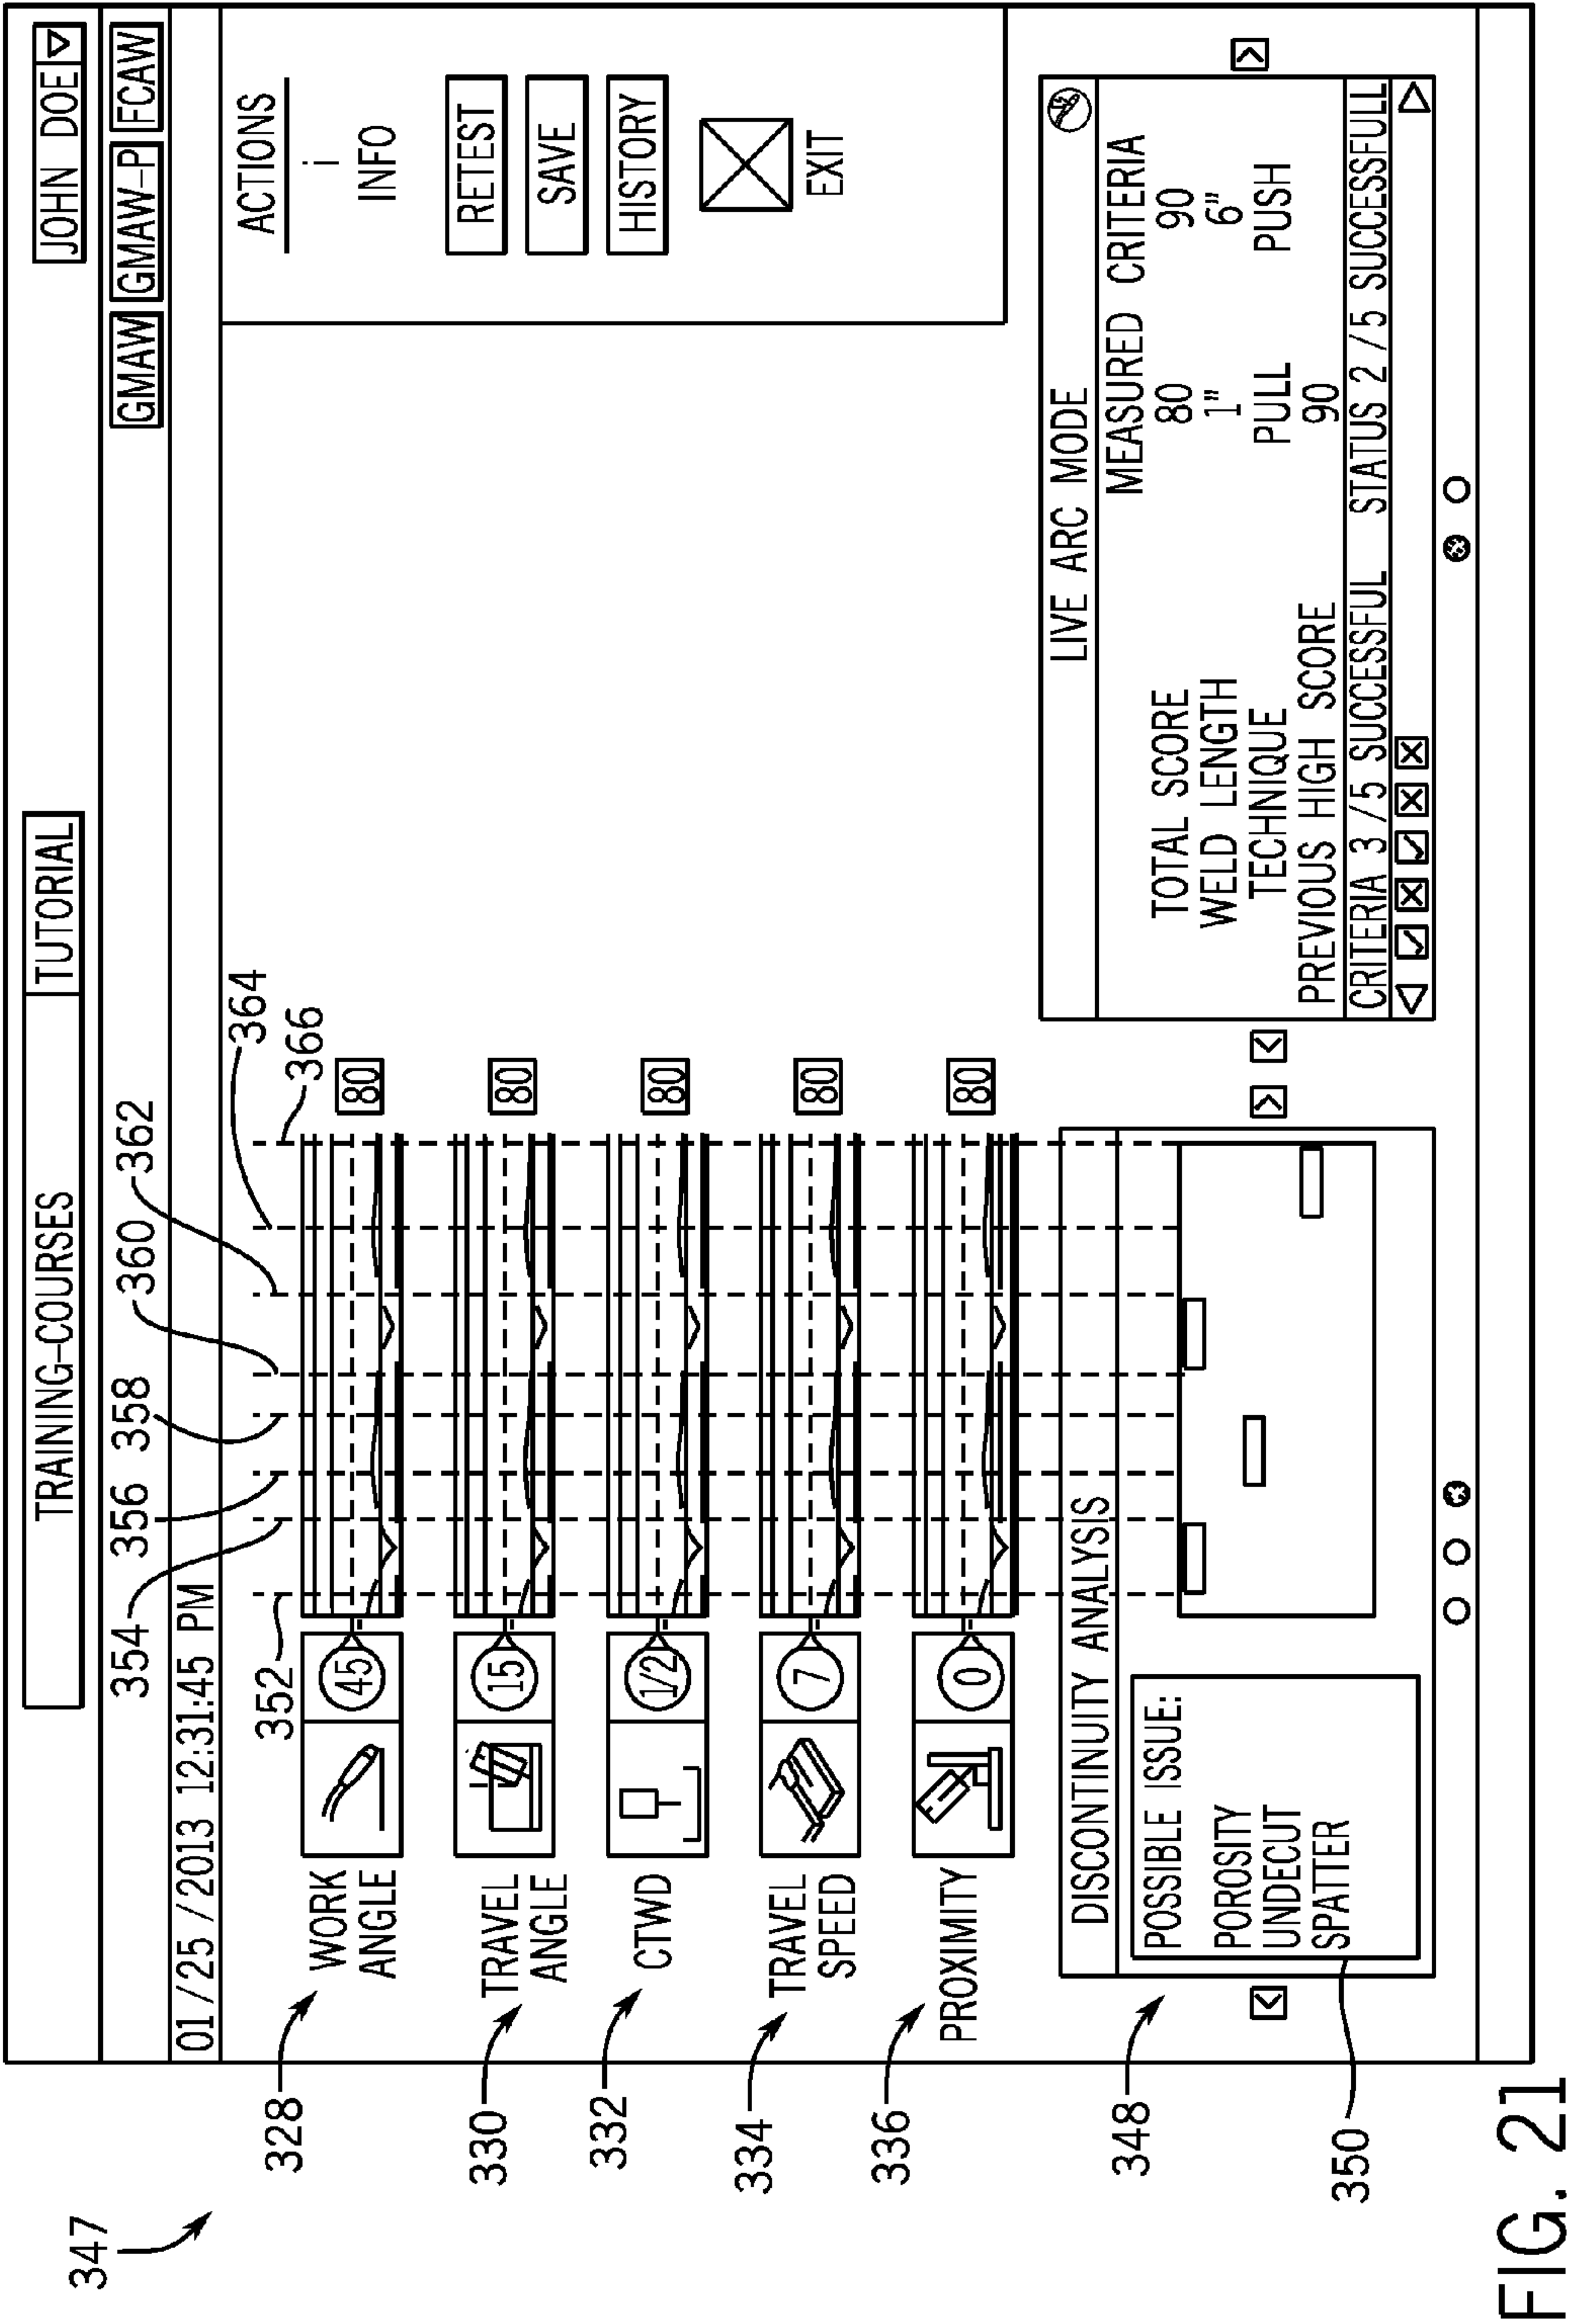 347
TRAINING-COURSES
TUTORIAL
JOHN DOE
GMAW
GMAW-P
FCAW
01/25/2013 12:31:45 PM
352
354
356
358
360
362
364
366
328
WORK
ANGLE
45
80
330
TRAVEL
ANGLE
15
80
332
CTWD
1/2
80
334
TRAVEL
SPEED
7
80
336
PROXIMITY
0
80
ACTIONS
i
INFO
RETEST
SAVE
HISTORY
EXIT
348
DISCONTINUITY ANALYSIS
POSSIBLE ISSUE:
POROSITY
UNDECUT
SPATTER
350
LIVE ARC MODE
MEASURED CRITERIA
TOTAL SCORE 80 90
WELD LENGTH 1" 6"
TECHNIQUE PULL PUSH
PREVIOUS HIGH SCORE 90
CRITERIA 3/5 SUCCESSFUL STATUS 2/5 SUCCESSFULL
FIG. 21